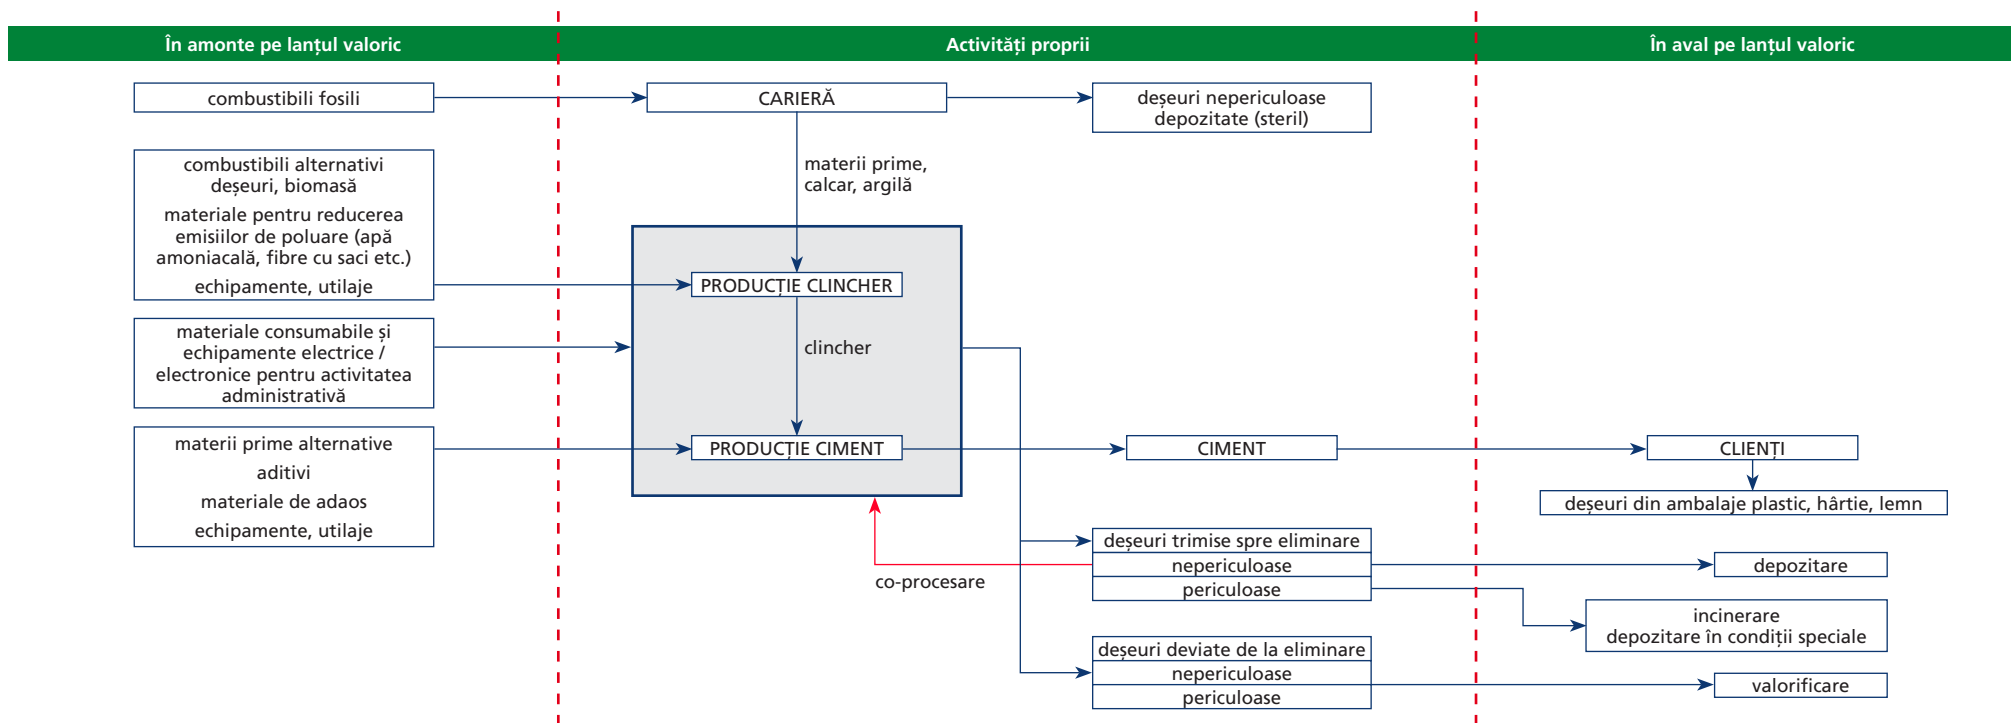 În amonte pe lanțul valoric
Activități proprii
În aval pe lanțul valoric
combustibili fosili
CARIERĂ
deșeuri nepericuloase
depozitate (steril)
combustibili alternativi
deșeuri, biomasă
materiale pentru reducerea
emisiilor de poluare (apă
amoniacală, fibre cu saci etc.)
echipamente, utilaje
materii prime,
calcar, argilă
PRODUCȚIE CLINCHER
materiale consumabile și
echipamente electrice /
electronice pentru activitatea
administrativă
clincher
materii prime alternative
aditivi
materiale de adaos
echipamente, utilaje
PRODUCȚIE CIMENT
CIMENT
CLIENȚI
deșeuri din ambalaje plastic, hârtie, lemn
co-procesare
deșeuri trimise spre eliminare
nepericuloase
periculoase
depozitare
incinerare
depozitare în condiții speciale
deșeuri deviate de la eliminare
nepericuloase
periculoase
valorificare